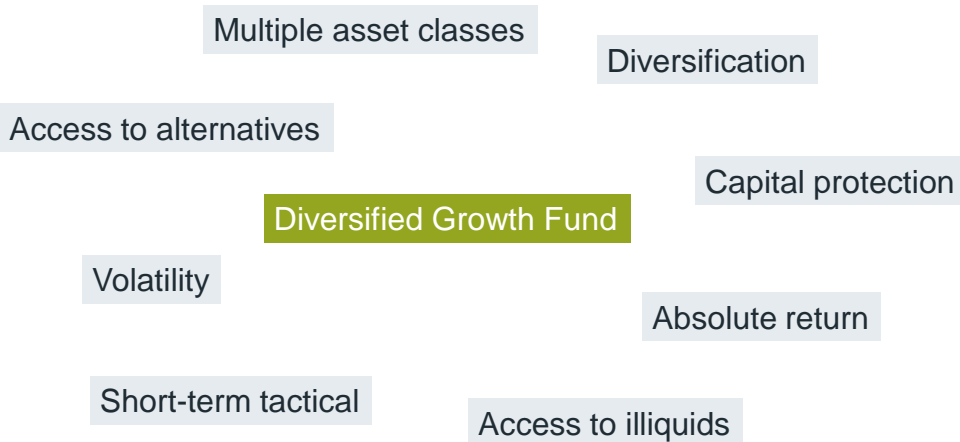 Multiple asset classes
Diversification
Access to alternatives
Capital protection
Diversified Growth Fund
Volatility
Absolute return
Short-term tactical
Access to illiquids